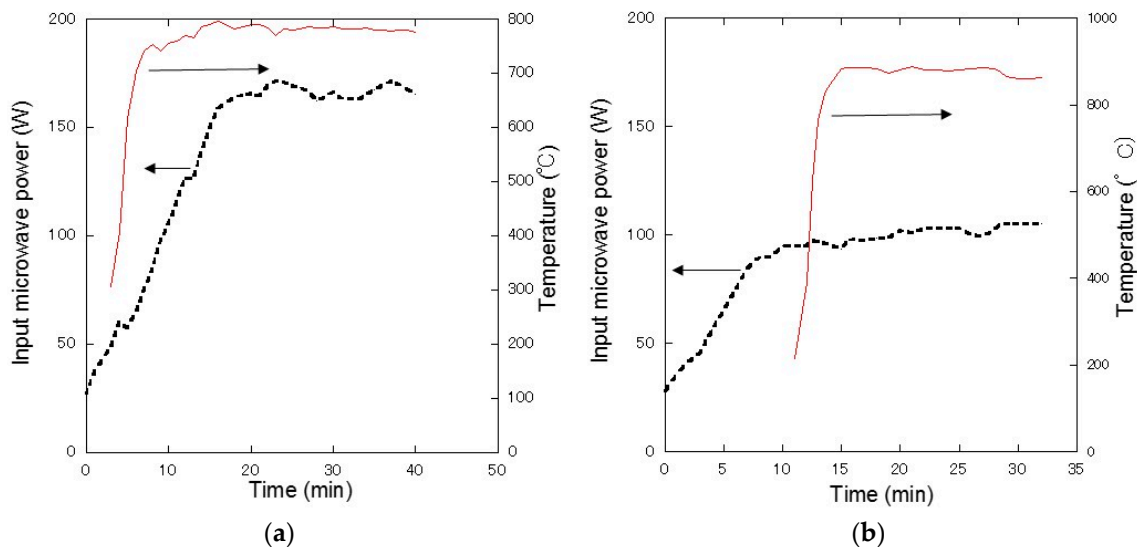 200
150
100
50
0
Input microwave power (W)
800
700
600
500
400
300
200
100
0
Temperature (°C)
0 10 20 30 40 50
Time (min)
(a)
200
150
100
50
0
Input microwave power (W)
1000
800
600
400
200
0
Temperature (° C)
0 5 10 15 20 25 30 35
Time (min)
(b)